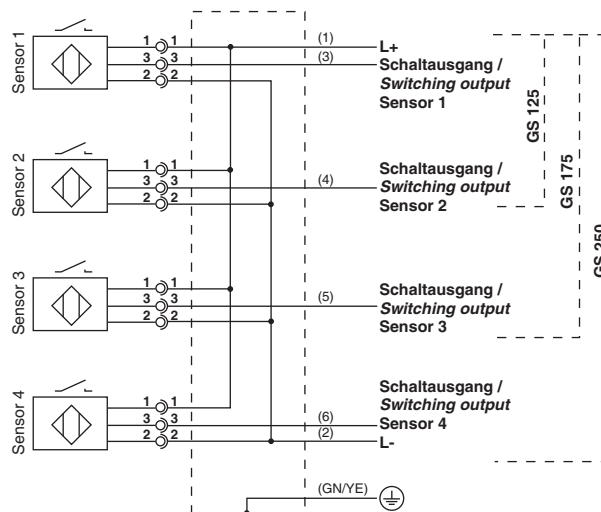 Sensor 1
1 1 (1) L+
3 3 (3) Schaltausgang /
Switching output
2 2
Sensor 1
GS 125
GS 175
GS 250
Sensor 2
1 1
3 3 (4) Schaltausgang /
Switching output
2 2
Sensor 2
Sensor 3
1 1
3 3 (5) Schaltausgang /
Switching output
2 2
Sensor 3
Sensor 4
1 1
Schaltausgang /
Switching output
3 3 (6) Sensor 4
2 2 (2) L-
(GN/YE)